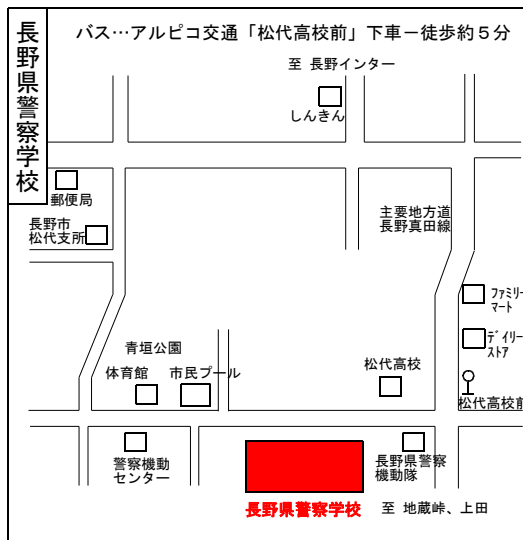 長野県警察学校
バス…アルピコ交通「松代高校前」下車－徒歩約５分
至 長野インター
しんきん
郵便局
長野市
松代支所
主要地方道
長野真田線
ファミリー
マート
デイリー
ストア
青垣公園
体育館
市民プール
松代高校
松代高校前
警察機動
センター
長野県警察
機動隊
長野県警察学校
至 地蔵峠、上田